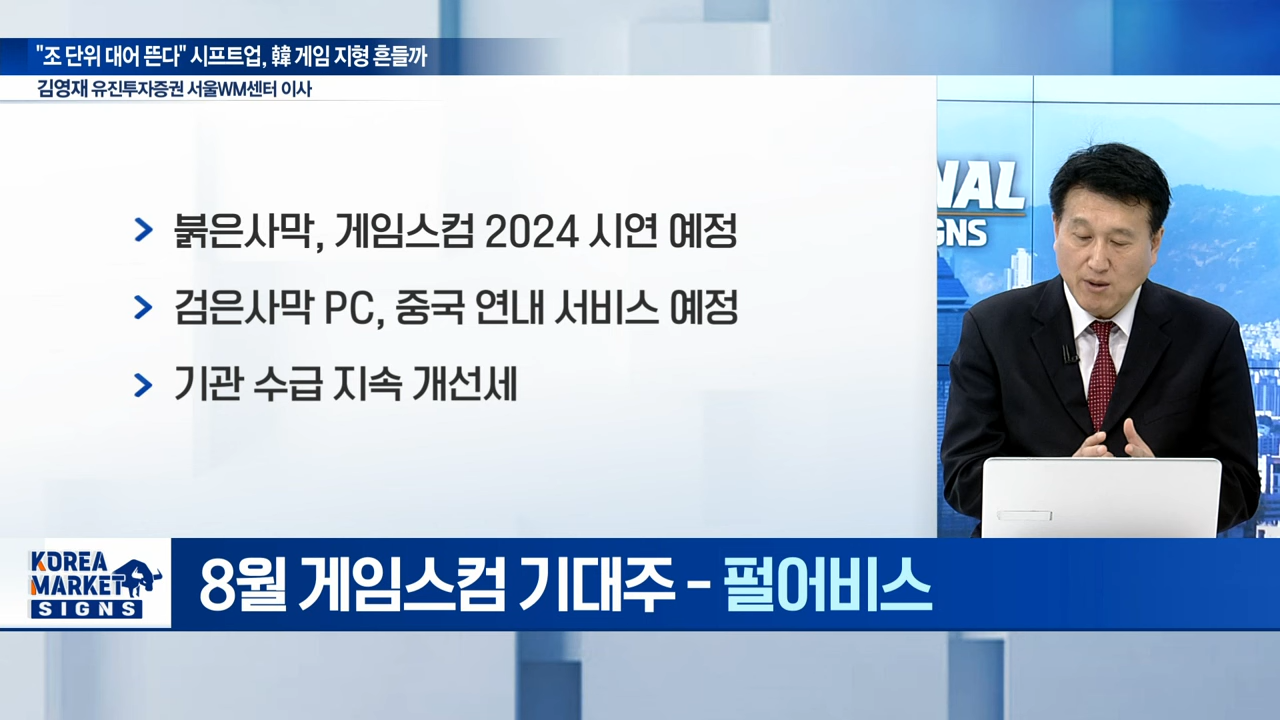 "조 단위 대어 뜬다" 시프트업, 韓 게임 지형 흔들까
김영재 유진투자증권 서울WM센터 이사
NAL
GNS
붉은사막, 게임스컴 2024 시연 예정
검은사막 PC, 중국 연내 서비스 예정
기관 수급 지속 개선세
KOREA
MARKET
SIGNS
8월 게임스컴 기대주 - 펄어비스